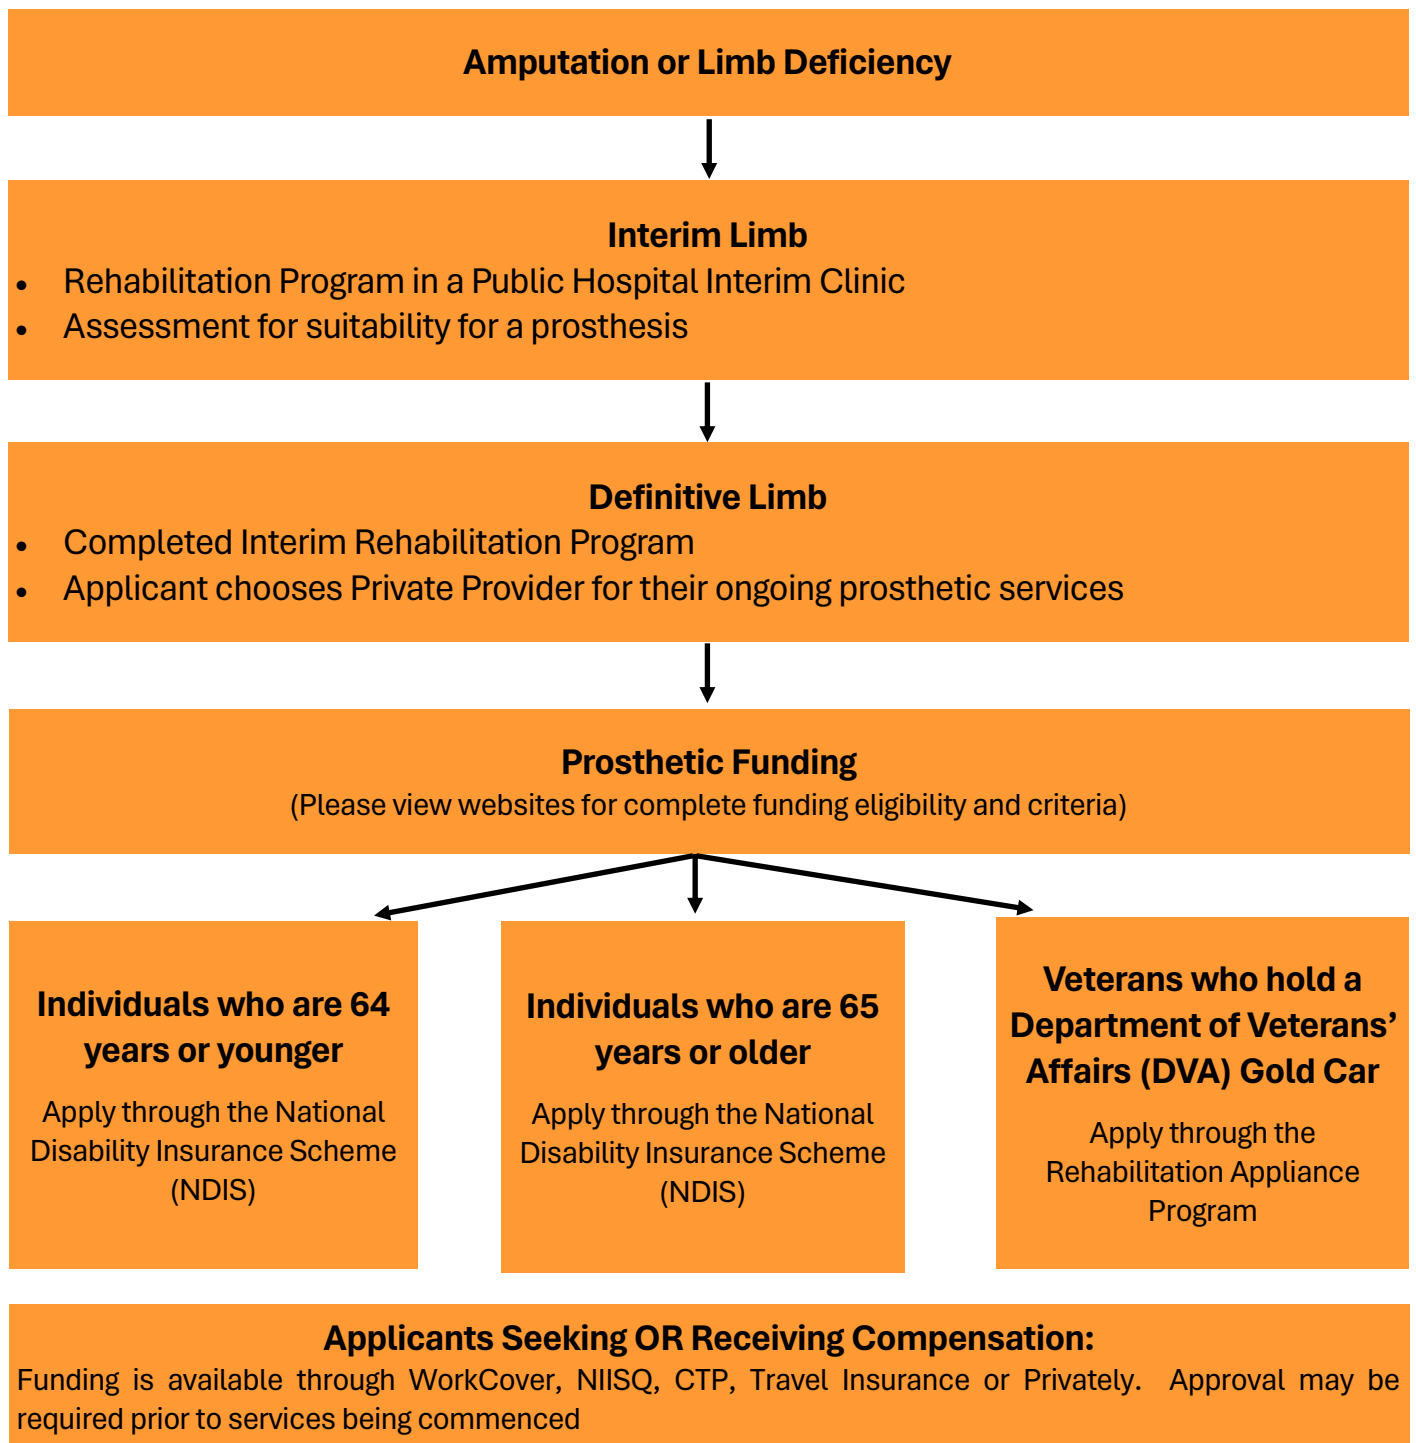 Amputation or Limb Deficiency
Interim Limb
• Rehabilitation Program in a Public Hospital Interim Clinic
• Assessment for suitability for a prosthesis
Definitive Limb
• Completed Interim Rehabilitation Program
• Applicant chooses Private Provider for their ongoing prosthetic services
Prosthetic Funding
(Please view websites for complete funding eligibility and criteria)
Individuals who are 64
years or younger
Apply through the National
Disability Insurance Scheme
(NDIS)
Individuals who are 65
years or older
Apply through the National
Disability Insurance Scheme
(NDIS)
Veterans who hold a
Department of Veterans’
Affairs (DVA) Gold Car
Apply through the
Rehabilitation Appliance
Program
Applicants Seeking OR Receiving Compensation:
Funding is available through WorkCover, NIISQ, CTP, Travel Insurance or Privately. Approval may be
required prior to services being commenced